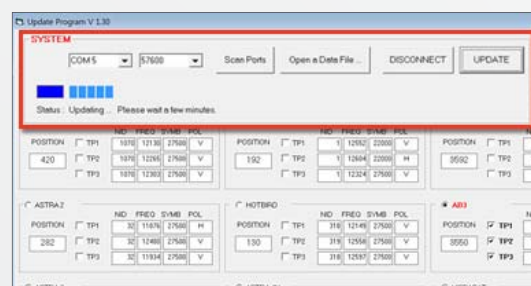 Update Program V 1.30
SYSTEM
COM 5 57600 Scan Ports Open a Data File ... DISCONNECT UPDATE
Status : Updating ... Please wait a few minutes.
NID FREQ SYMB POL NID FREQ SYMB POL
POSITION TP1 1070 12130 27500 V POSITION TP1 1 12552 22000 V POSITION TP1
420 TP2 1070 12265 27500 V 192 TP2 1 12604 22000 H 3592 TP2
TP3 1070 12303 27500 V TP3 1 12324 27500 V TP3
ASTRA 2 HOTBIRD AB3
NID FREQ SYMB POL NID FREQ SYMB POL
POSITION TP1 32 11876 27500 H POSITION TP1 318 12149 27500 V POSITION TP1
282 TP2 32 12480 27500 V 130 TP2 319 12558 27500 V 3550 TP2
TP3 32 11934 27500 V TP3 318 12597 27500 V TP3